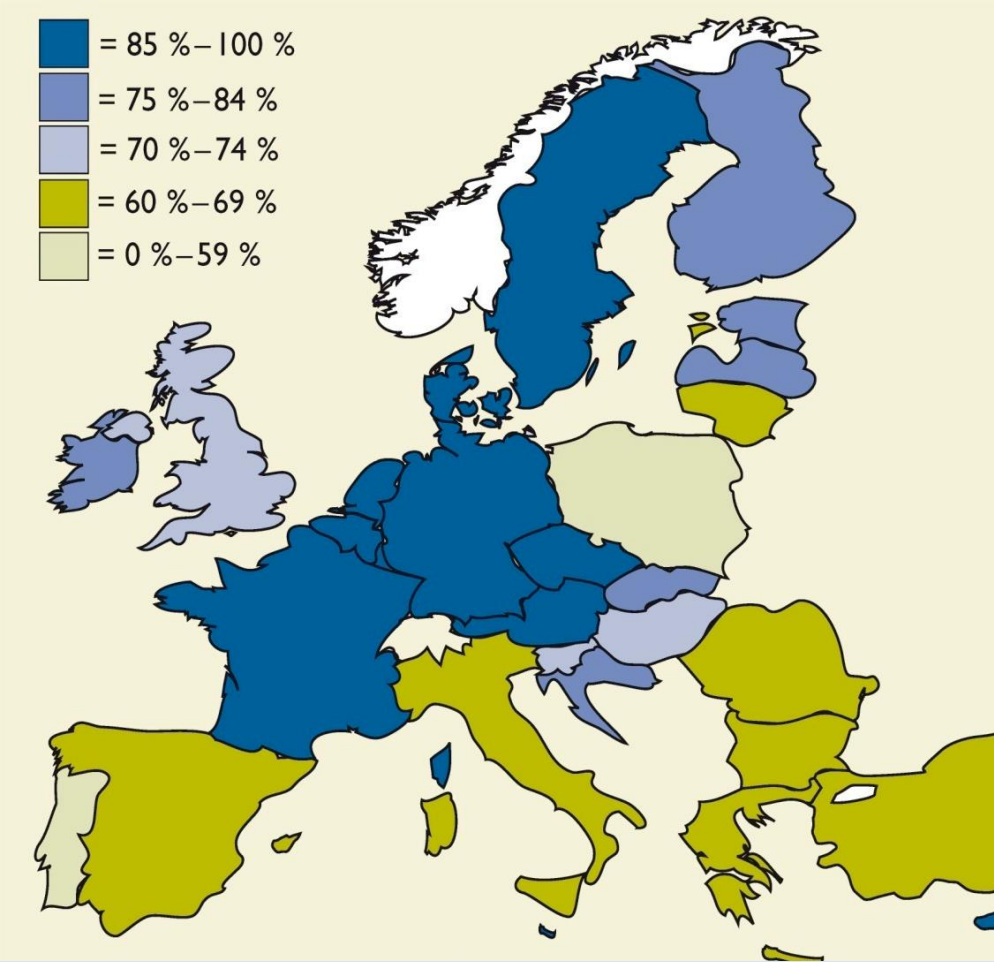 = 85 %–100 %
= 75 %–84 %
= 70 %–74 %
= 60 %–69 %
= 0 %–59 %